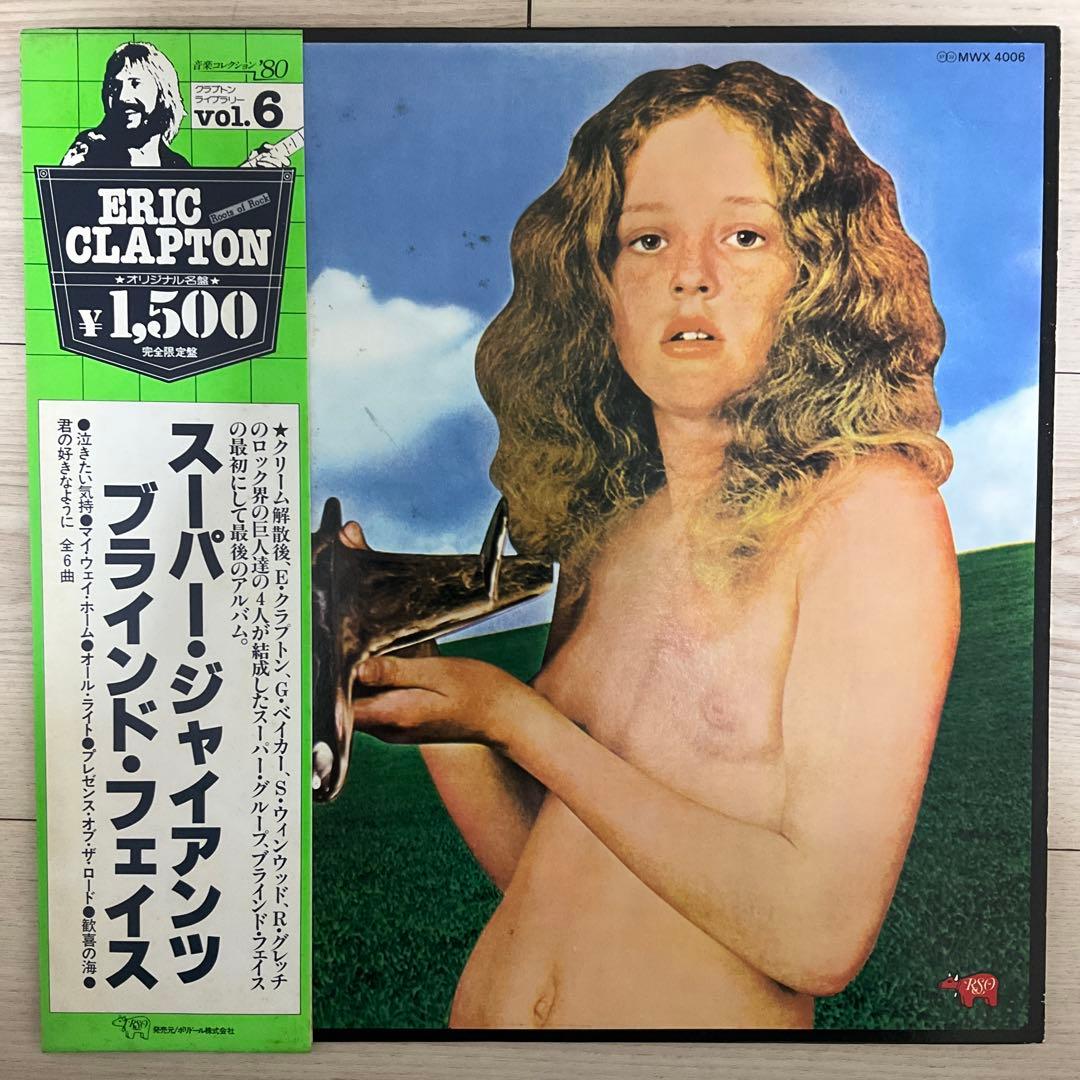 音楽コレクション'80
クラプトン
ライブラリー
vol.6
ERIC
Roots of Rock
CLAPTON
★オリジナル名盤★
¥1,500
完全限定盤
★クリーム解散後、E・クラプトン、G・ベイカー、S・ウィンウッド、R・グレッチ
のロック界の巨人達の4人が結成したスーパー・グループ、ブラインド・フェイス
の最初にして最後のアルバム。
スーパー・ジャイアンツ
ブラインド・フェイス
●泣きたい気持●マイ・ウェイ・ホーム●オール・ライト●プレゼンス・オブ・ザ・ロード●歓喜の海●
君の好きなように 全6曲
RSO
発売元/ポリドール株式会社
MWX 4006
RSO